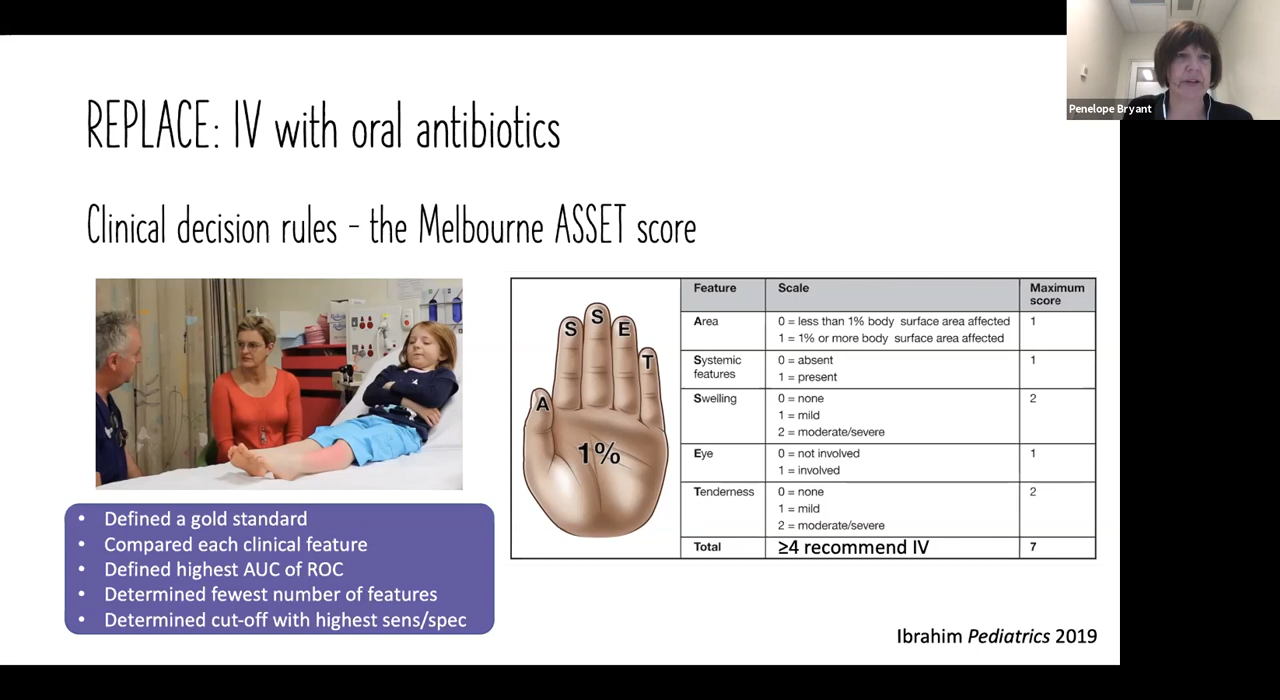 Penelope Bryant
REPLACE: IV with oral antibiotics
Clinical decision rules - the Melbourne ASSET score
• Defined a gold standard
• Compared each clinical feature
• Defined highest AUC of ROC
• Determined fewest number of features
• Determined cut-off with highest sens/spec
S
S
E
T
A
1%
Feature Scale Maximum
score
Area 0 = less than 1% body surface area affected 1
1 = 1% or more body surface area affected
Systemic 0 = absent 1
features 1 = present
Swelling 0 = none 2
1 = mild
2 = moderate/severe
Eye 0 = not involved 1
1 = involved
Tenderness 0 = none 2
1 = mild
2 = moderate/severe
Total ≥4 recommend IV 7
Ibrahim Pediatrics 2019